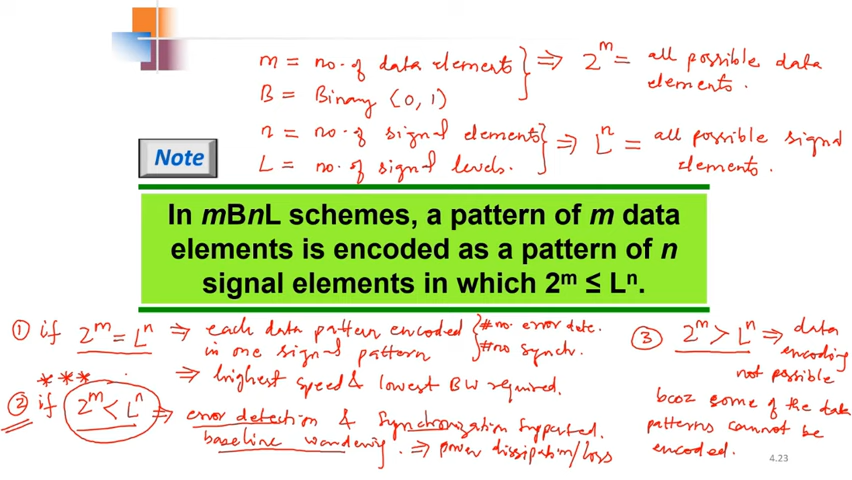 m = no. of data elements } ⇒ 2^m = all possible data elements.
B = Binary (0, 1)
n = no. of signal elements } ⇒ L^n = all possible signal elements.
L = no. of signal levels.
Note
In mBnL schemes, a pattern of m data
elements is encoded as a pattern of n
signal elements in which 2^m ≤ L^n.
① if 2^m = L^n ⇒ each data pattern encoded { #no. error dete.
in one signal pattern { #no synchr.
⇒ highest speed & lowest BW required.
***
② if 2^m < L^n ⇒ error detection & synchronization supported.
baseline wandering. ⇒ power dissipation/loss
③ 2^m > L^n ⇒ data
encoding
not possible
bcoz some of the data
patterns cannot be
encoded.
4.23